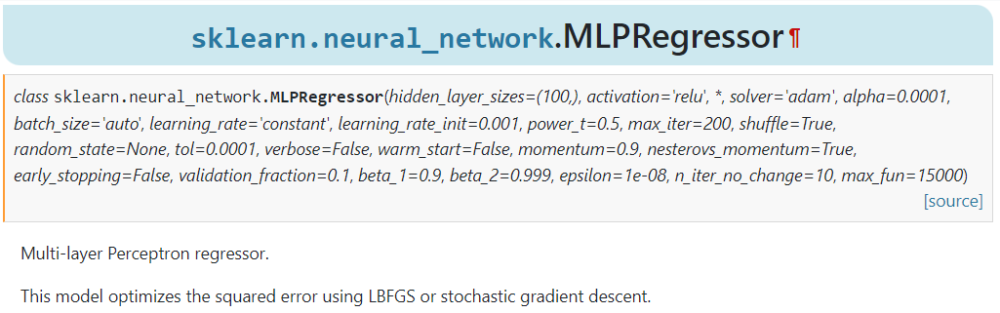 sklearn.neural_network.MLPRegressor¶
class sklearn.neural_network.MLPRegressor(hidden_layer_sizes=(100,), activation='relu', *, solver='adam', alpha=0.0001,
batch_size='auto', learning_rate='constant', learning_rate_init=0.001, power_t=0.5, max_iter=200, shuffle=True,
random_state=None, tol=0.0001, verbose=False, warm_start=False, momentum=0.9, nesterovs_momentum=True,
early_stopping=False, validation_fraction=0.1, beta_1=0.9, beta_2=0.999, epsilon=1e-08, n_iter_no_change=10, max_fun=15000)
[source]
Multi-layer Perceptron regressor.
This model optimizes the squared error using LBFGS or stochastic gradient descent.